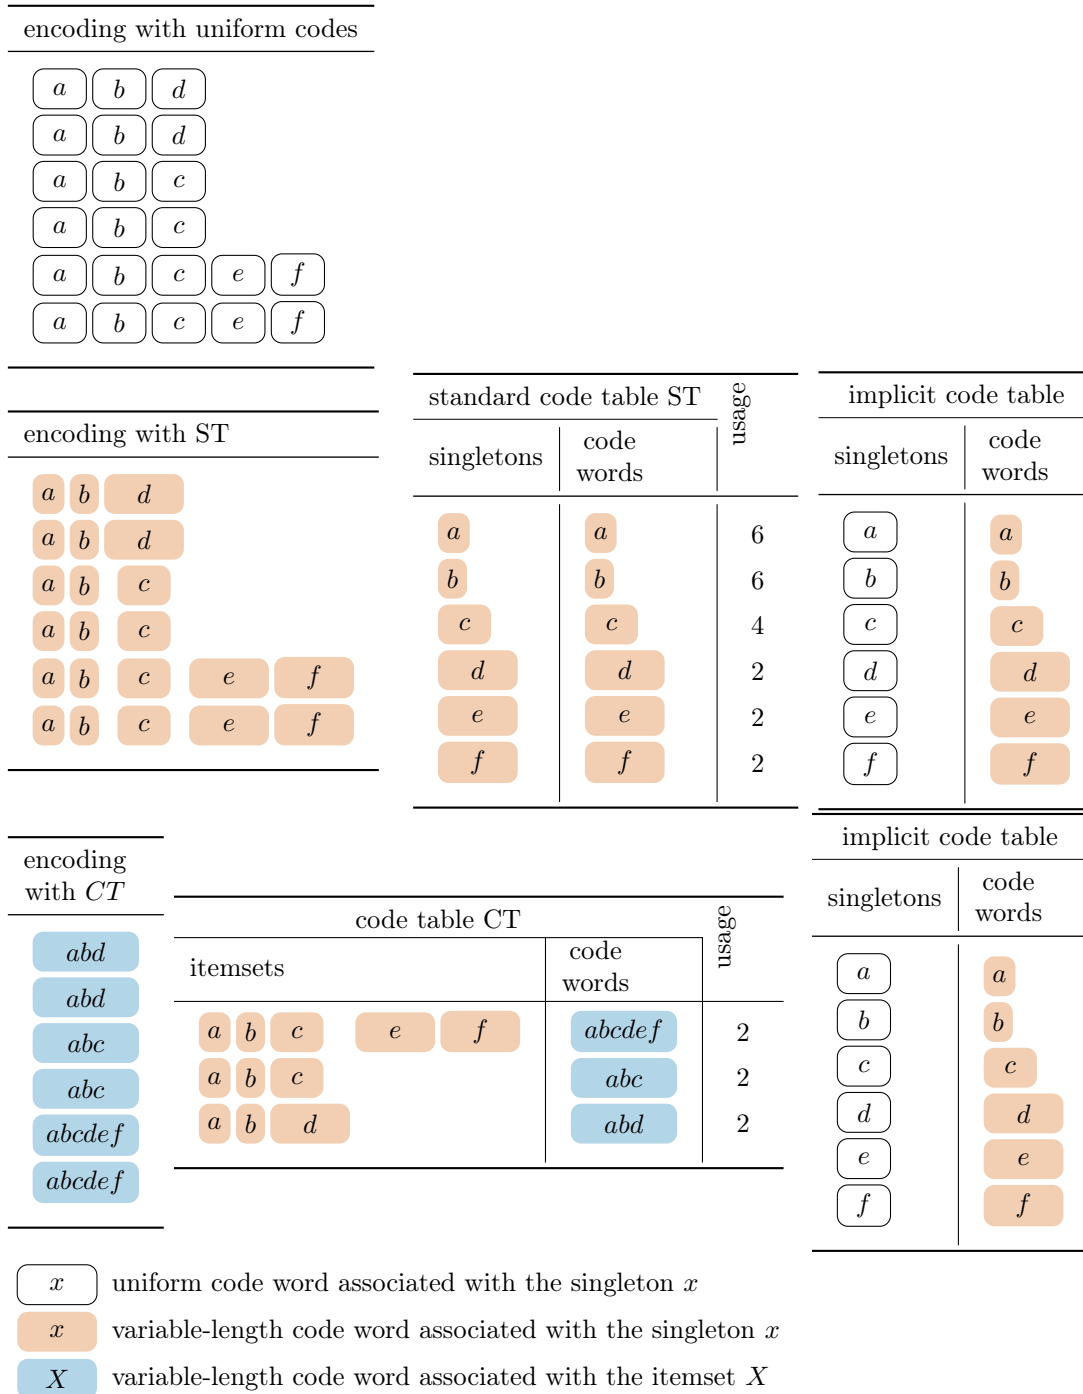 encoding with uniform codes
a b d
a b d
a b c
a b c
a b c e f
a b c e f
encoding with ST
a b d
a b d
a b c
a b c
a b c e f
a b c e f
standard code table ST
usage
singletons
code
words
a a 6
b b 6
c c 4
d d 2
e e 2
f f 2
implicit code table
singletons
code
words
a a
b b
c c
d d
e e
f f
encoding
with CT
abd
abd
abc
abc
abcdef
abcdef
code table CT
usage
itemsets
code
words
a b c e f abcdef 2
a b c abc 2
a b d abd 2
implicit code table
singletons
code
words
a a
b b
c c
d d
e e
f f
x uniform code word associated with the singleton x
x variable-length code word associated with the singleton x
X variable-length code word associated with the itemset X